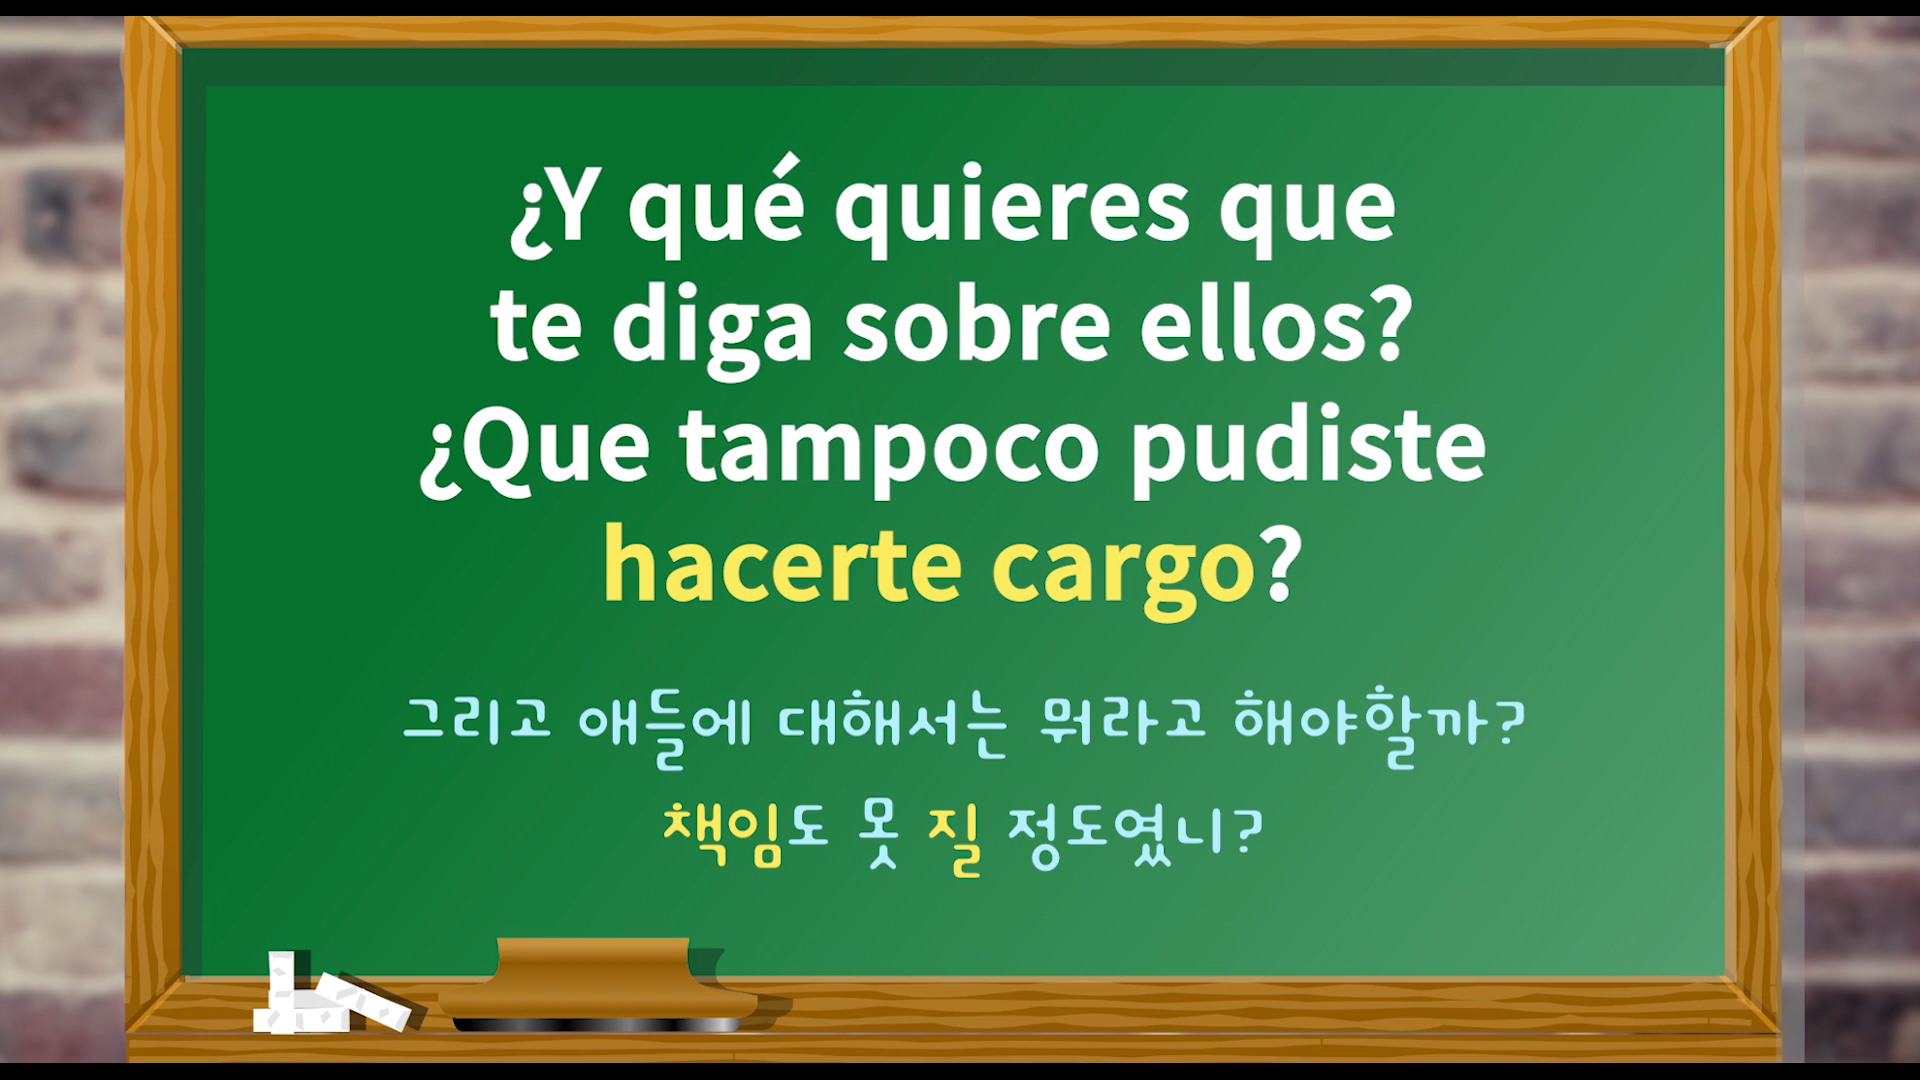 ¿Y qué quieres que
te diga sobre ellos?
¿Que tampoco pudiste
hacerte cargo?
그리고 애들에 대해서는 뭐라고 해야할까?
책임도 못 질 정도였니?